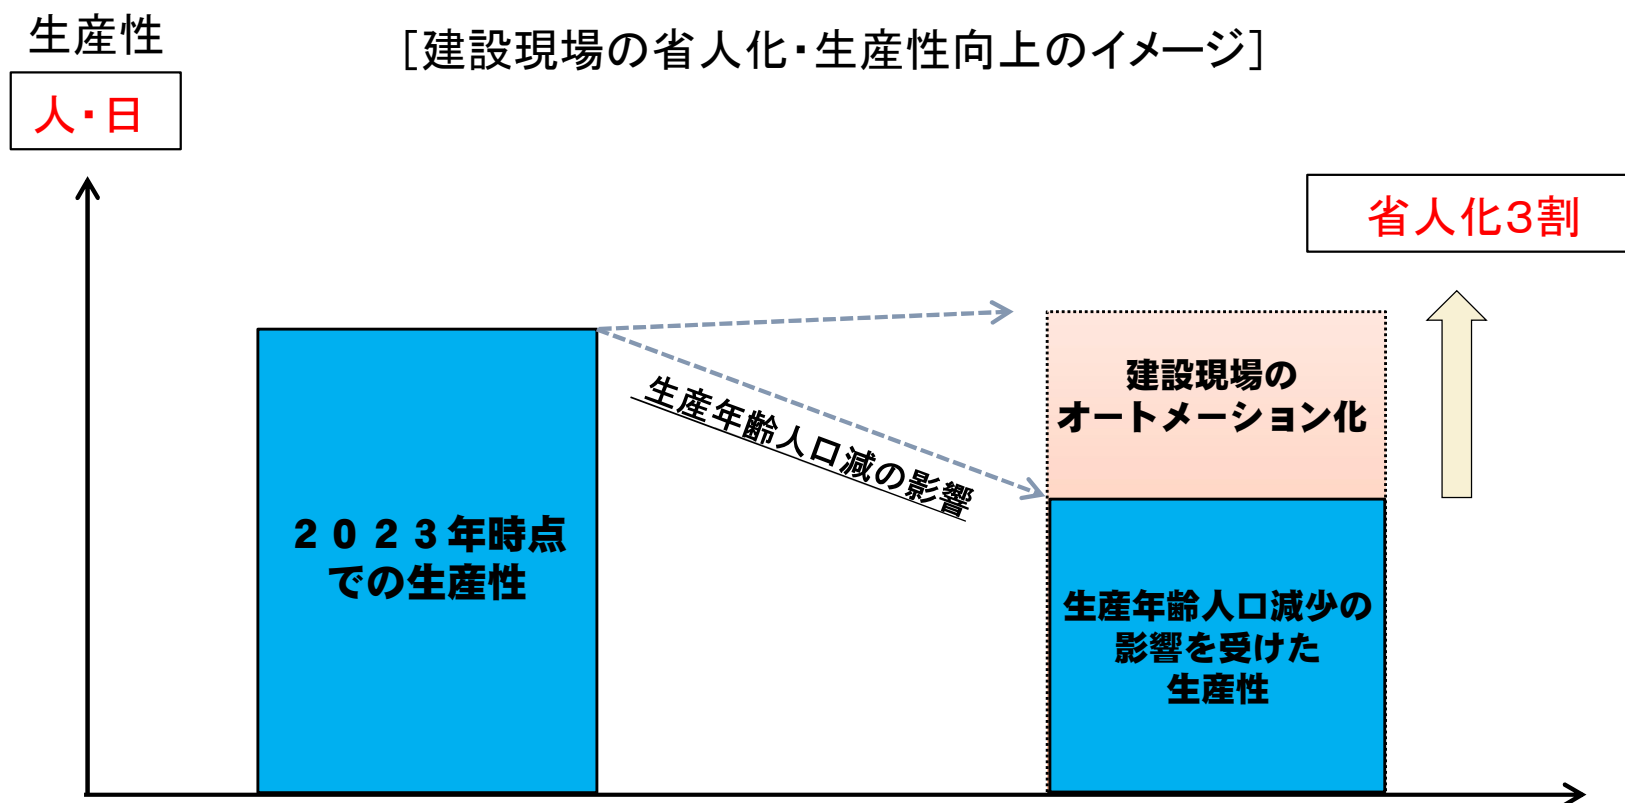 生産性
［建設現場の省人化・生産性向上のイメージ］
人・日
省人化３割
建設現場の
オートメーション化
生産年齢人口減の影響
２０２３年時点
での生産性
生産年齢人口減少の
影響を受けた
生産性